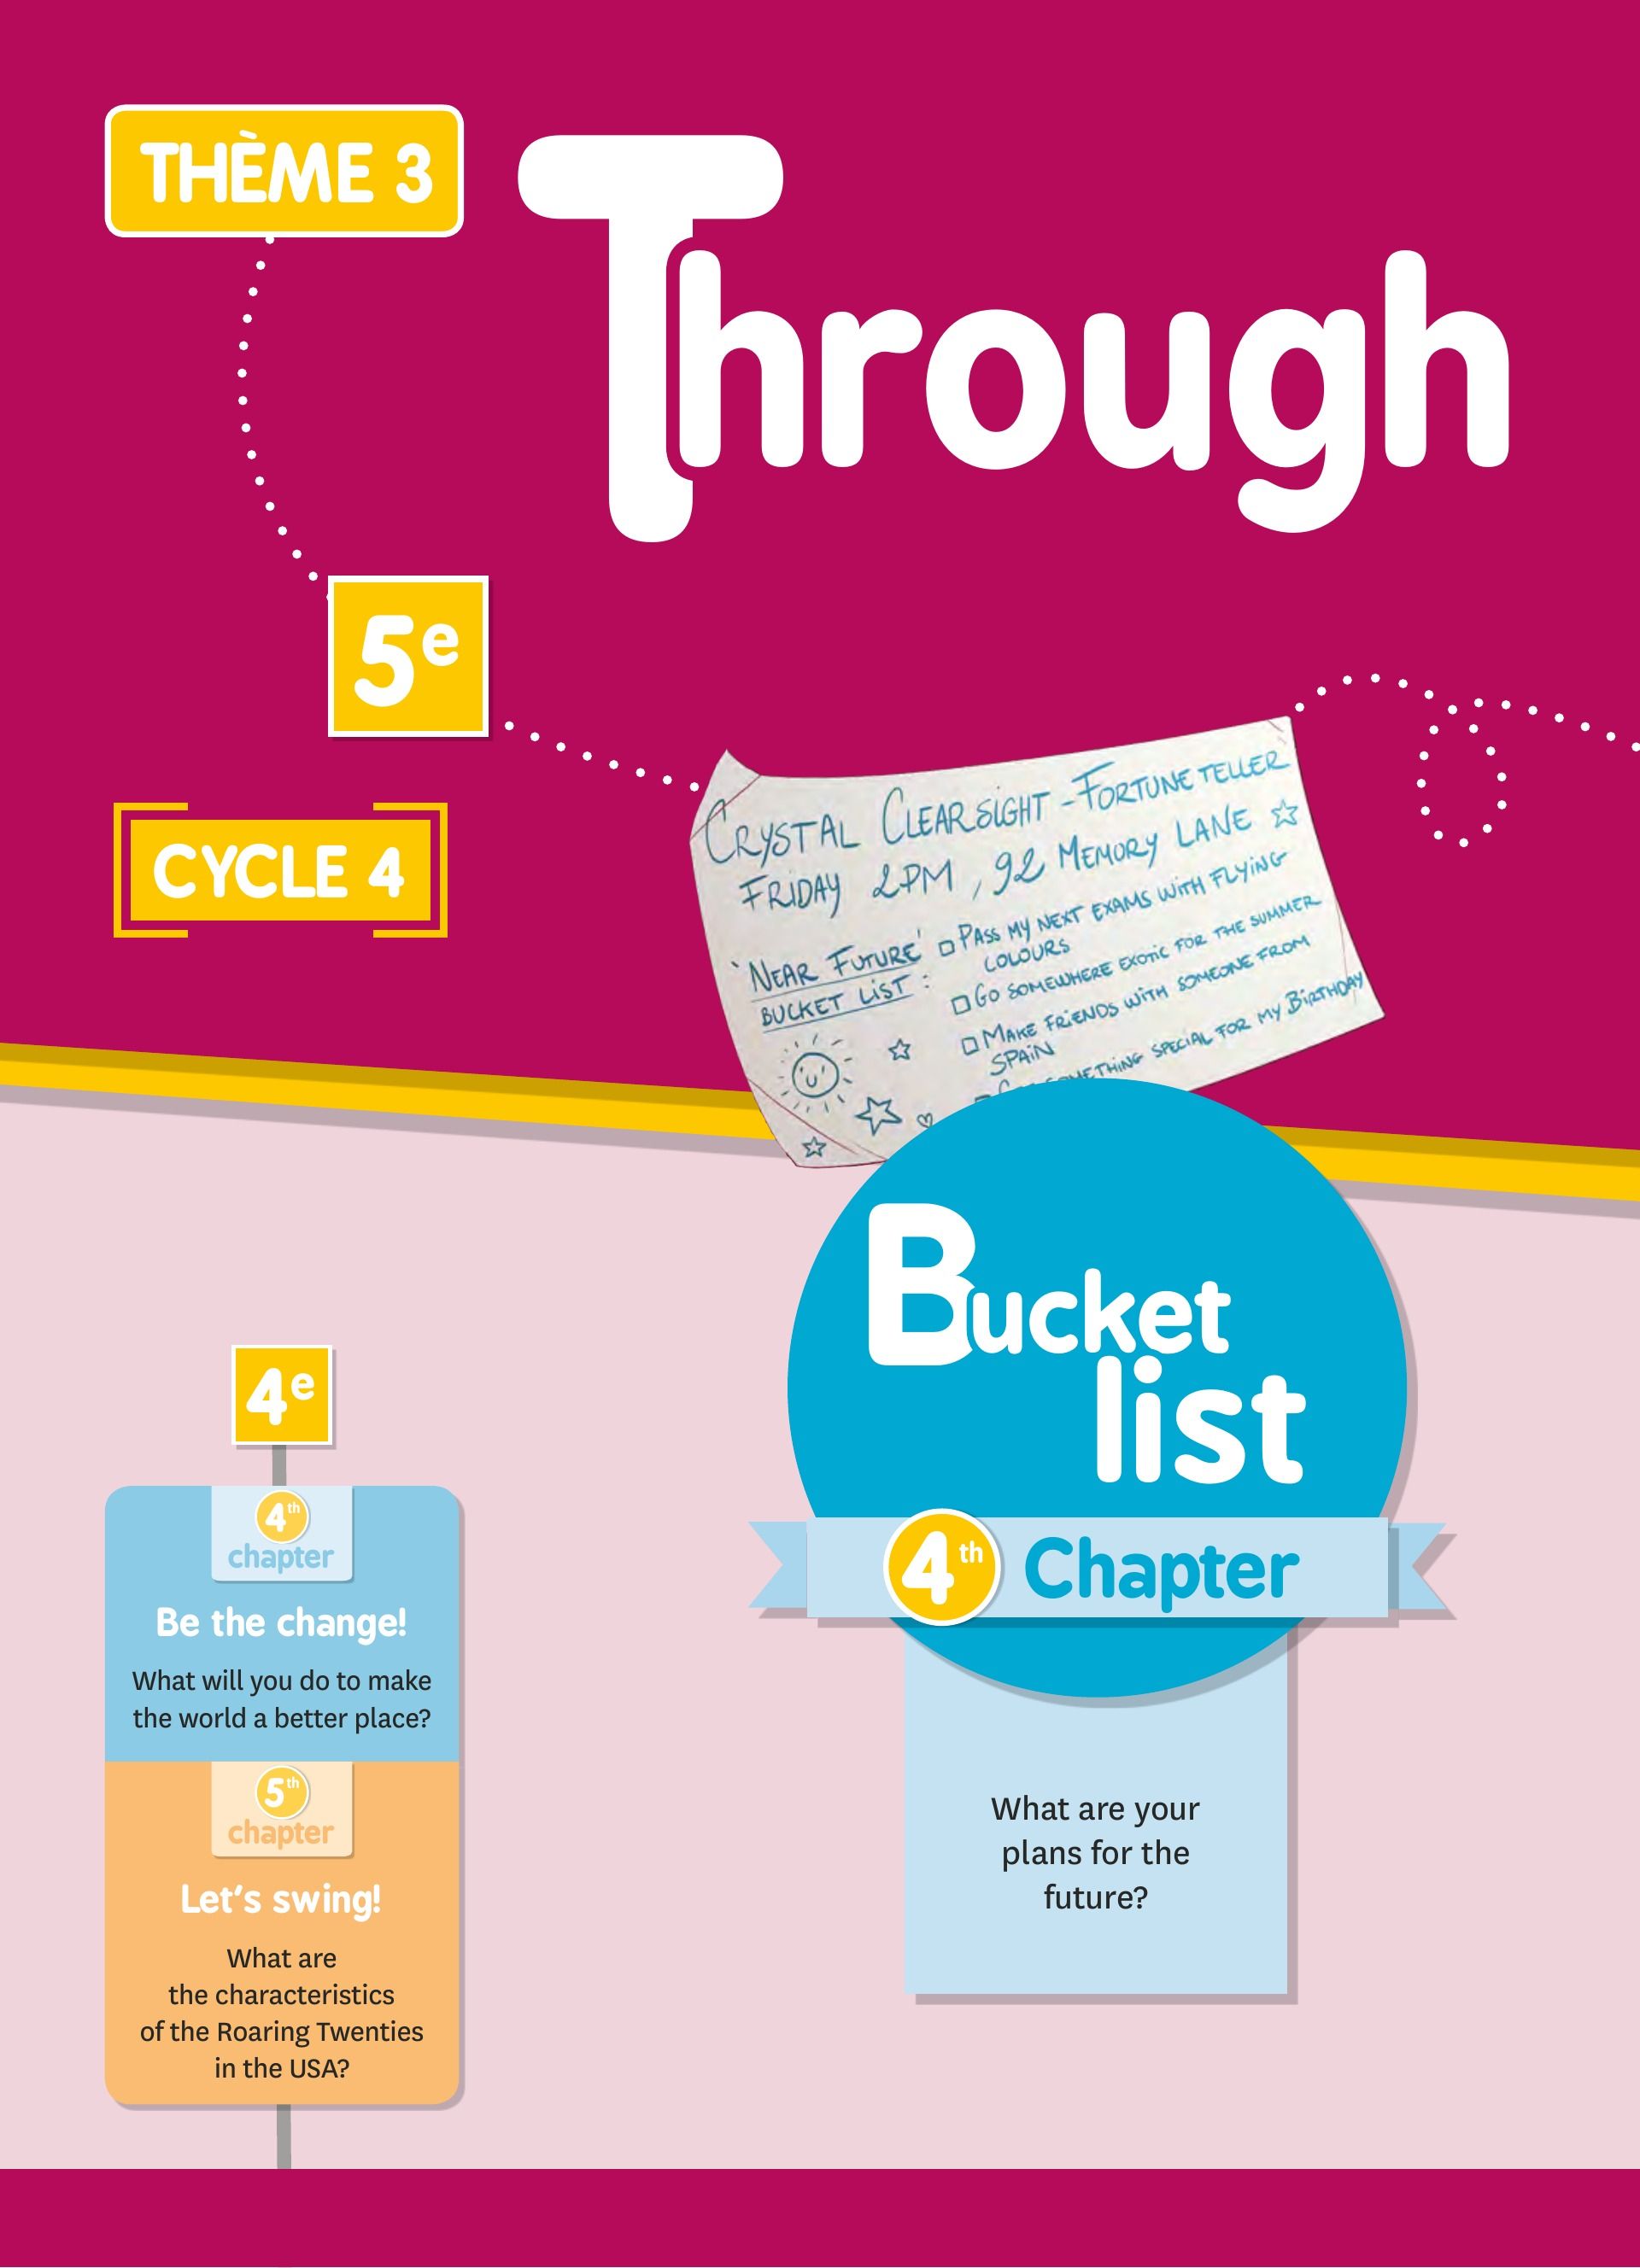 THÈME 3
Through
5e
CYCLE 4
CRYSTAL CLEARSIGHT - FORTUNE TELLER
FRIDAY 2PM, 92 MEMORY LANE
'NEAR FUTURE'
BUCKET LIST :
PASS MY NEXT EXAMS WITH FLYING
COLOURS
GO SOMEWHERE EXOTIC FOR THE SUMMER
MAKE FRIENDS WITH SOMEONE FROM
SPAIN
SOMETHING SPECIAL FOR MY BIRTHDAY
Bucket
list
4th Chapter
What are your
plans for the
future?
4e
4th
chapter
Be the change!
What will you do to make
the world a better place?
5th
chapter
Let's swing!
What are
the characteristics
of the Roaring Twenties
in the USA?